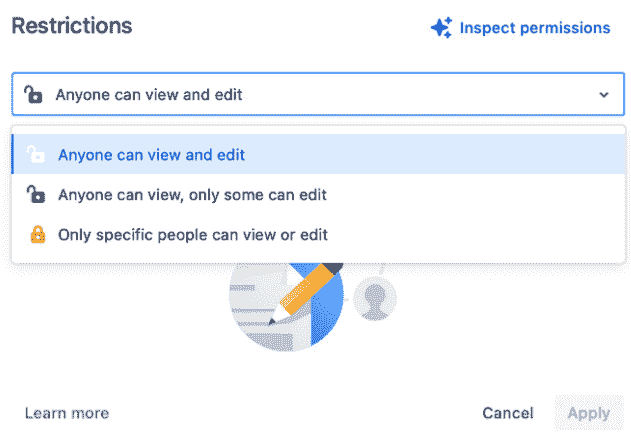 Restrictions
Inspect permissions
Anyone can view and edit
Anyone can view and edit
Anyone can view, only some can edit
Only specific people can view or edit
Learn more
Cancel
Apply